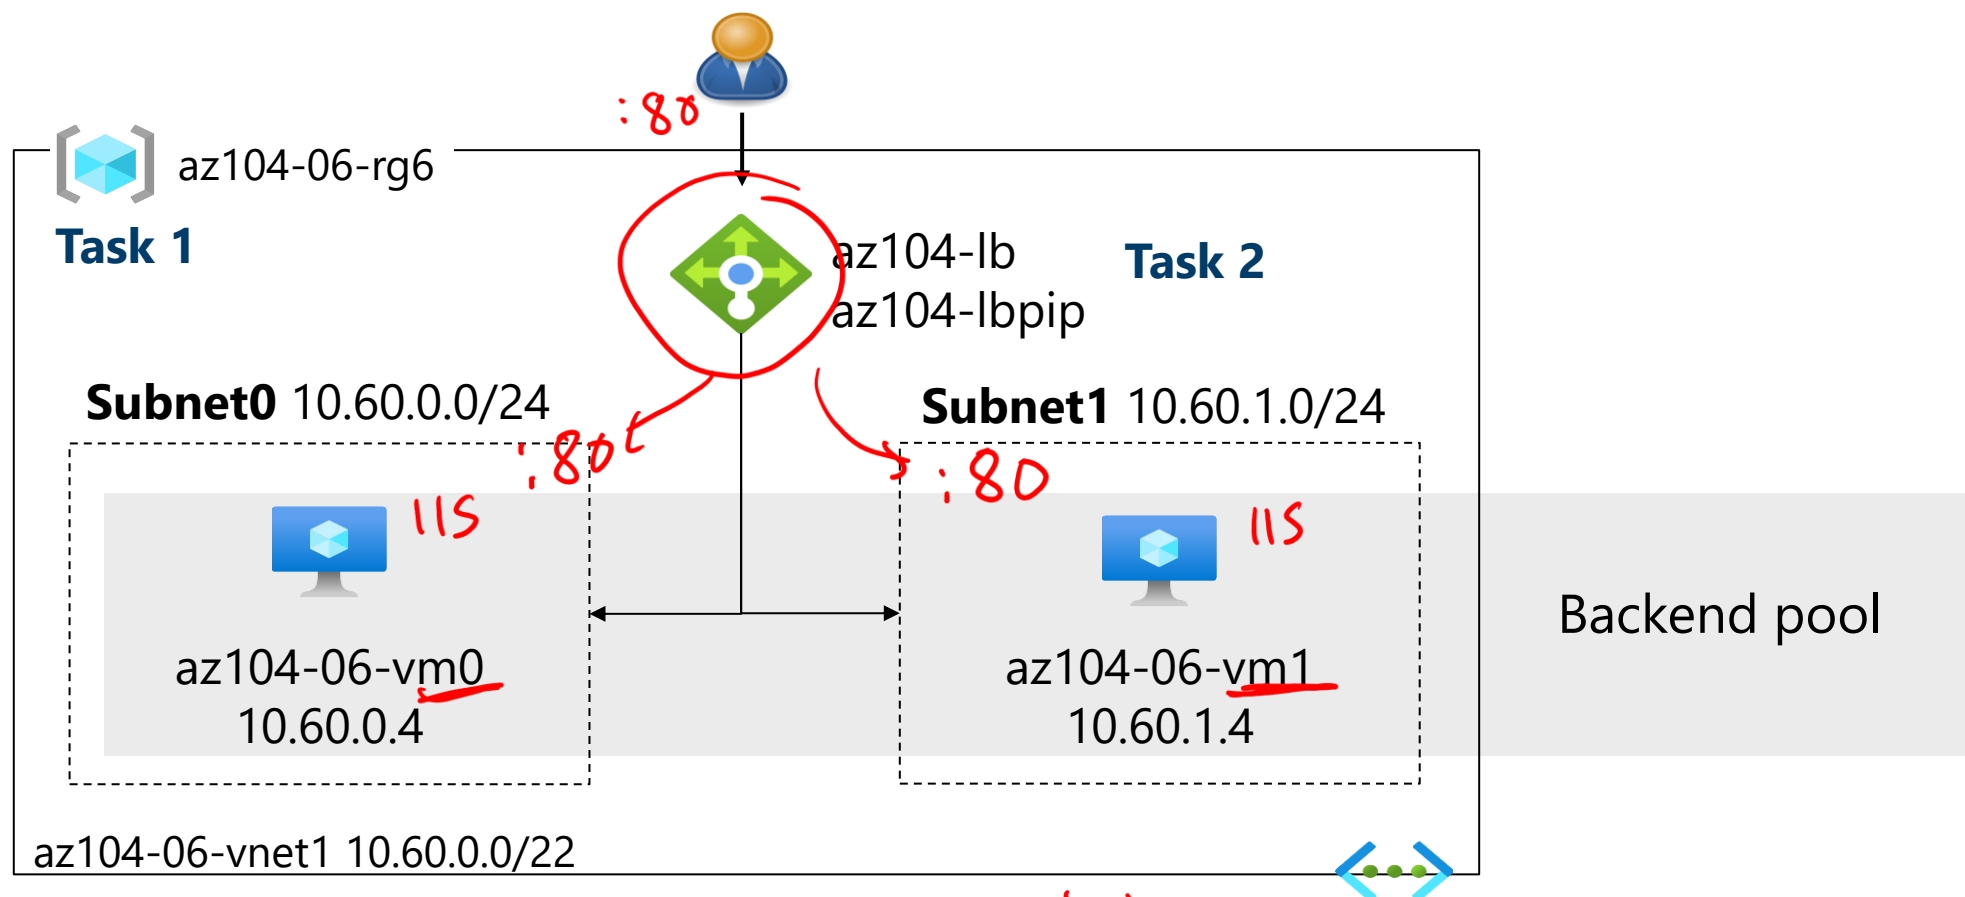 :80
az104-06-rg6
Task 1
az104-lb
az104-lbpip
Task 2
Subnet0 10.60.0.0/24
Subnet1 10.60.1.0/24
:80
:80
IIS
IIS
az104-06-vm0
10.60.0.4
az104-06-vm1
10.60.1.4
Backend pool
az104-06-vnet1 10.60.0.0/22